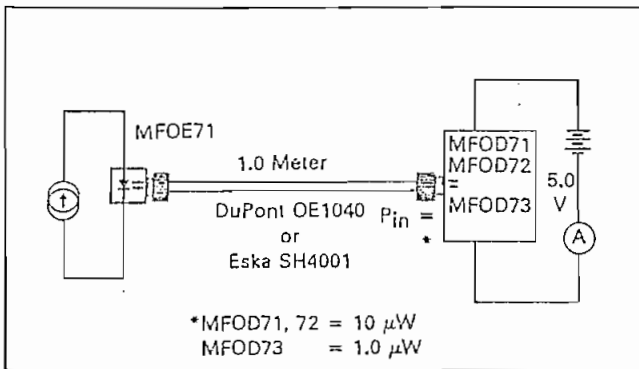 MFOE71
1.0 Meter
DuPont OE1040
or
Eska SH4001
Pin =
*
MFOD71
MFOD72
=
MFOD73
5.0
V
A
*MFOD71, 72 = 10 μW
MFOD73 = 1.0 μW